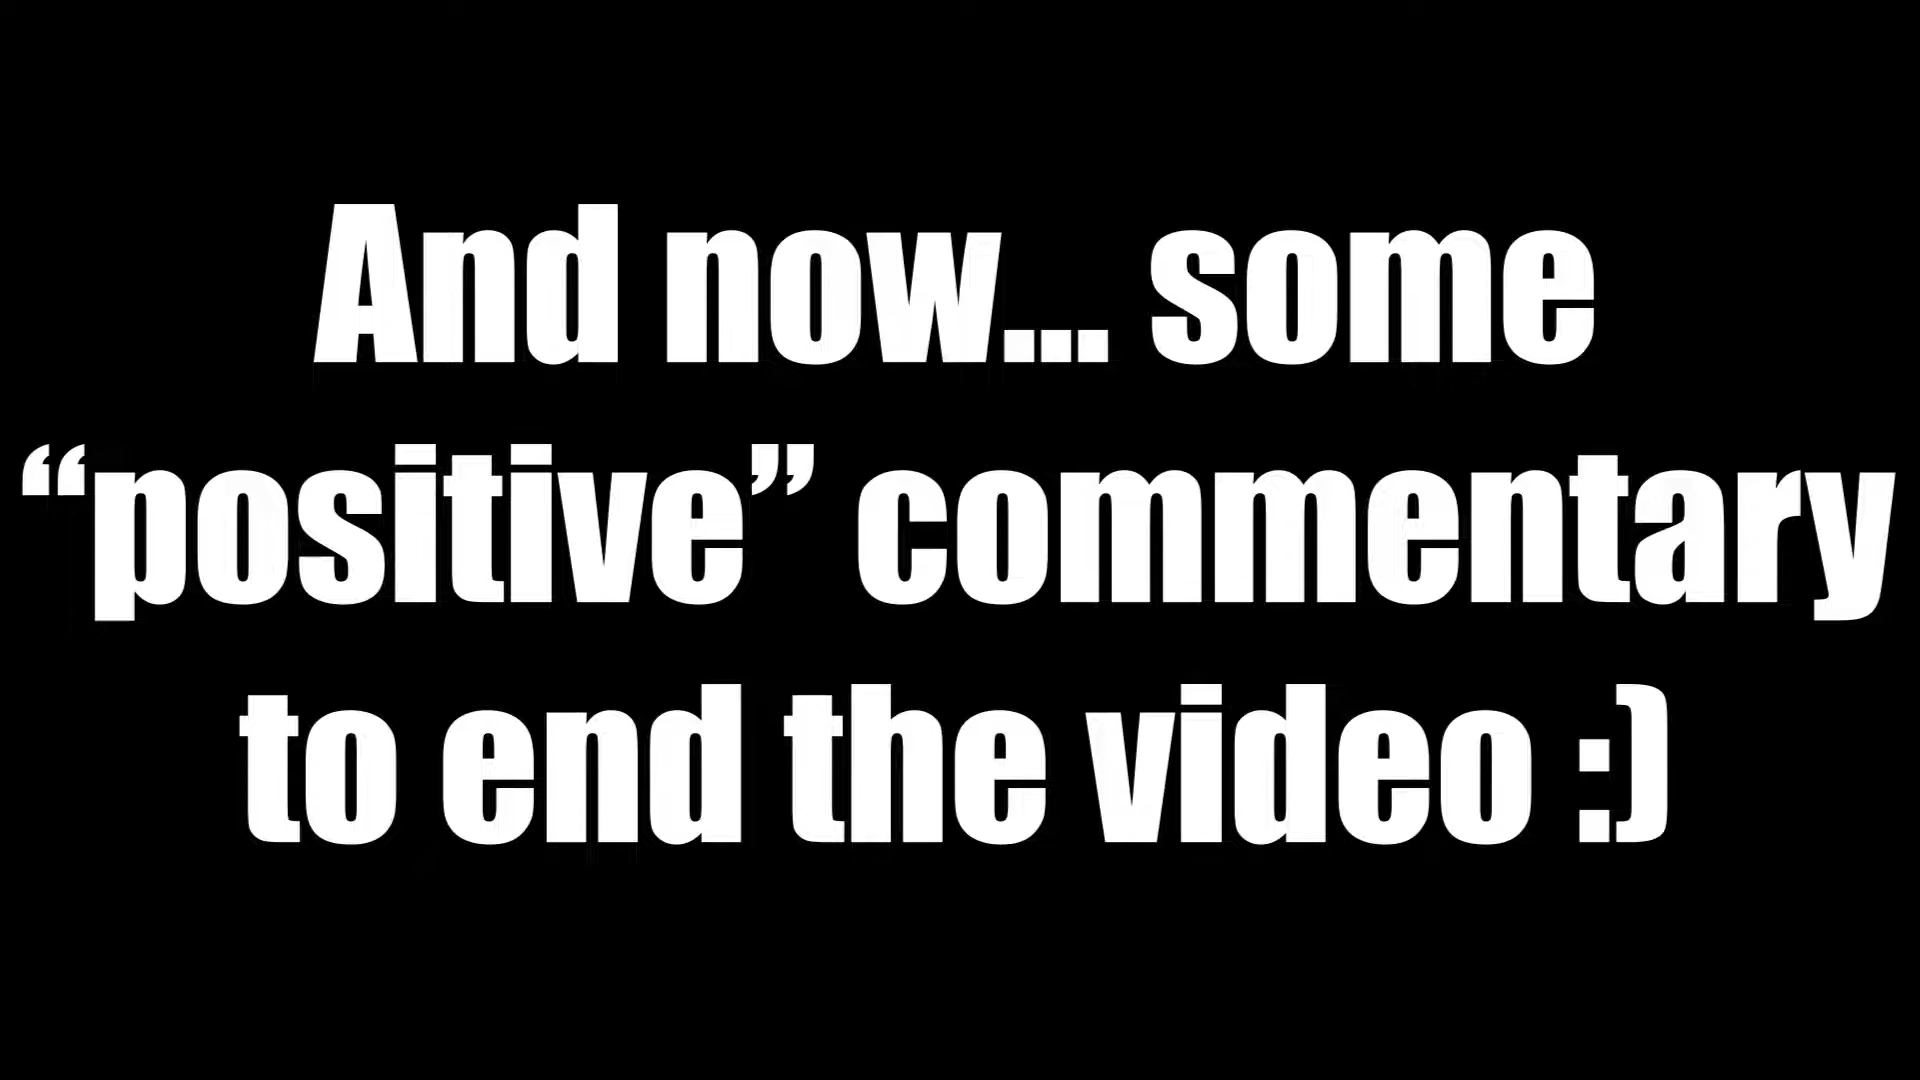 And now... some
“positive” commentary
to end the video :)